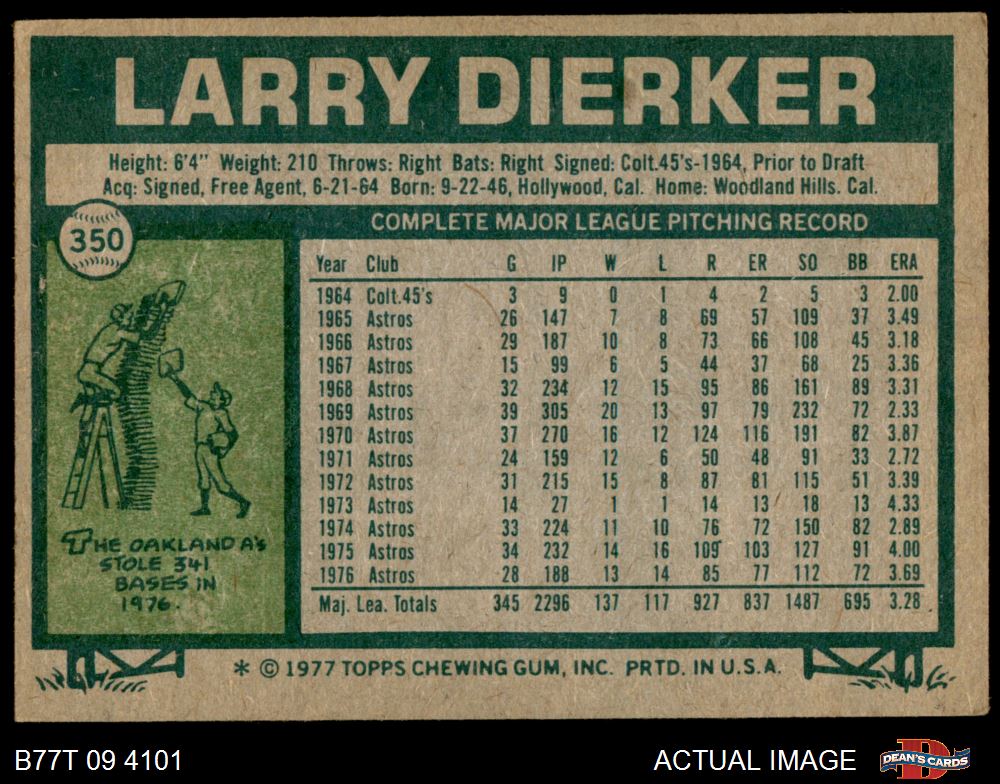 LARRY DIERKER
Height: 6'4" Weight: 210 Throws: Right Bats: Right Signed: Colt.45's-1964, Prior to Draft
Acq: Signed, Free Agent, 6-21-64 Born: 9-22-46, Hollywood, Cal. Home: Woodland Hills. Cal.
350
COMPLETE MAJOR LEAGUE PITCHING RECORD
Year Club G IP W L R ER SO BB ERA
1964 Colt.45's 3 9 0 1 4 2 5 3 2.00
1965 Astros 26 147 7 8 69 57 109 37 3.49
1966 Astros 29 187 10 8 73 66 108 45 3.18
1967 Astros 15 99 6 5 44 37 68 25 3.36
1968 Astros 32 234 12 15 95 86 161 89 3.31
1969 Astros 39 305 20 13 97 79 232 72 2.33
1970 Astros 37 270 16 12 124 116 191 82 3.87
1971 Astros 24 159 12 6 50 48 91 33 2.72
1972 Astros 31 215 15 8 87 81 115 51 3.39
1973 Astros 14 27 1 1 14 13 18 13 4.33
1974 Astros 33 224 11 10 76 72 150 82 2.89
1975 Astros 34 232 14 16 109 103 127 91 4.00
1976 Astros 28 188 13 14 85 77 112 72 3.69
Maj. Lea. Totals 345 2296 137 117 927 837 1487 695 3.28
THE OAKLAND A'S
STOLE 341
BASES IN
1976.
* © 1977 TOPPS CHEWING GUM, INC. PRTD. IN U.S.A.
B77T 09 4101
ACTUAL IMAGE
DEAN'S CARDS